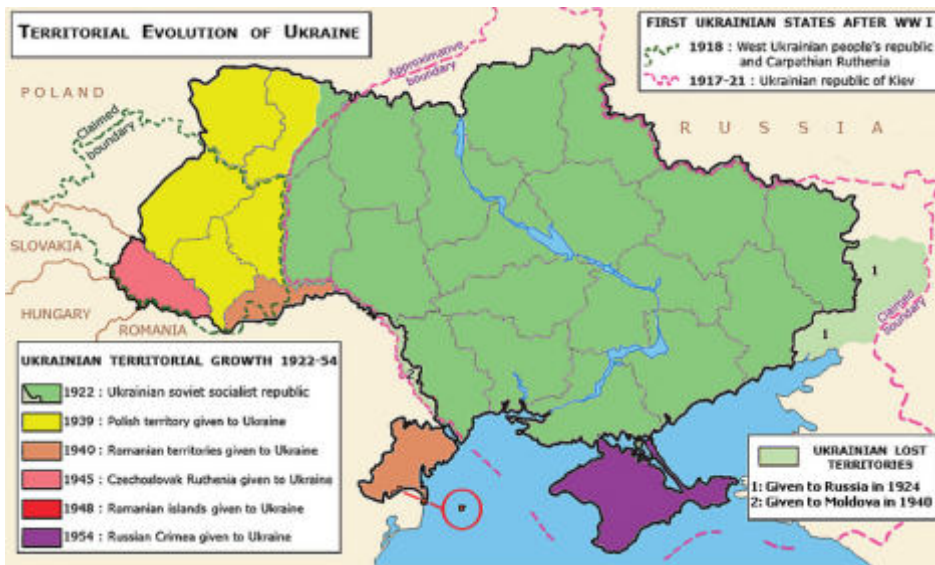 TERRITORIAL EVOLUTION OF UKRAINE
FIRST UKRAINIAN STATES AFTER WW I
1918 : West Ukrainian people's republic
and Carpathian Ruthenia
1917-21 : Ukrainian republic of Kiev
Approximative
boundary
POLAND
Claimed
boundary
RUSSIA
SLOVAKIA
HUNGARY
ROMANIA
1
1
Claimed
boundary
2
UKRAINIAN TERRITORIAL GROWTH 1922-54
1922 : Ukrainian soviet socialist republic
1939 : Polish territory given to Ukraine
1940 : Romanian territories given to Ukraine
1945 : Czechoslovak Ruthenia given to Ukraine
1948 : Romanian islands given to Ukraine
1954 : Russian Crimea given to Ukraine
UKRAINIAN LOST
TERRITORIES
1: Given to Russia in 1924
2: Given to Moldova in 1940